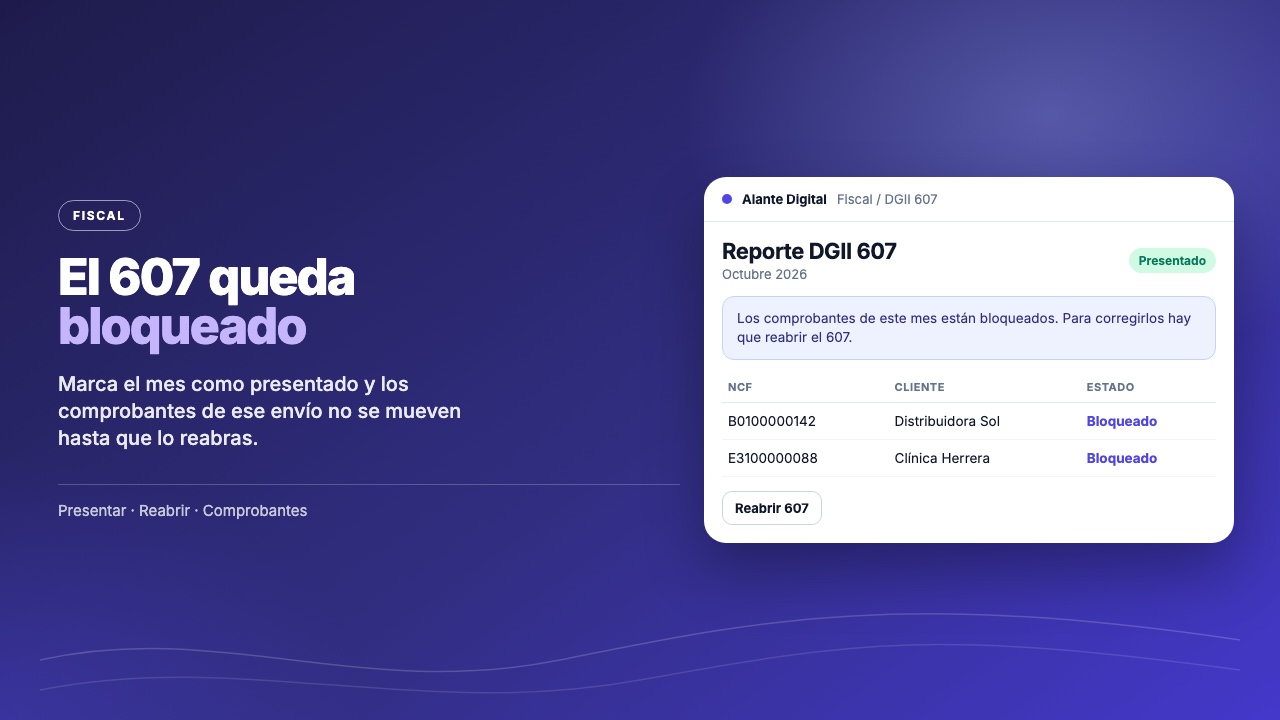 FISCAL
El 607 queda
bloqueado
Marca el mes como presentado y los
comprobantes de ese envío no se mueven
hasta que lo reabras.
Presentar · Reabrir · Comprobantes
Alante Digital Fiscal / DGII 607
Reporte DGII 607
Octubre 2026
Presentado
Los comprobantes de este mes están bloqueados. Para corregirlos hay
que reabrir el 607.
NCF CLIENTE ESTADO
B0100000142 Distribuidora Sol Bloqueado
E3100000088 Clínica Herrera Bloqueado
Reabrir 607